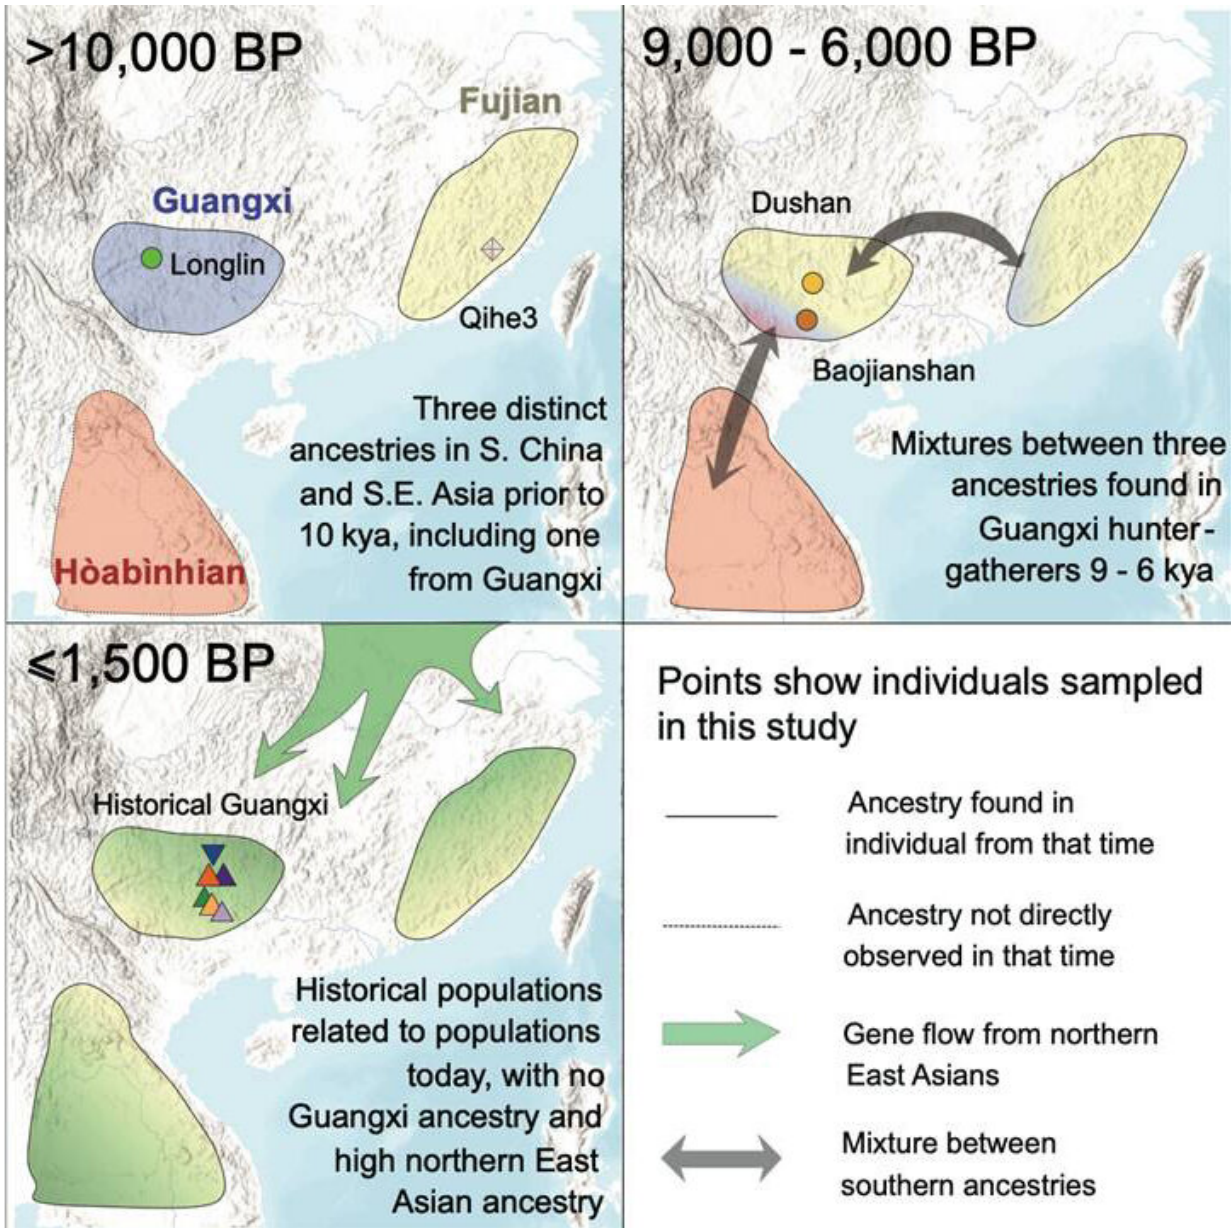 >10,000 BP
Fujian
Guangxi
Longlin
Qihe3
Three distinct
ancestries in S. China
and S.E. Asia prior to
10 kya, including one
from Guangxi
Hòabìnhian
9,000 - 6,000 BP
Dushan
Baojianshan
Mixtures between three
ancestries found in
Guangxi hunter-
gatherers 9 - 6 kya
⩽1,500 BP
Historical Guangxi
Historical populations
related to populations
today, with no
Guangxi ancestry and
high northern East
Asian ancestry
Points show individuals sampled
in this study
Ancestry found in
individual from that time
Ancestry not directly
observed in that time
Gene flow from northern
East Asians
Mixture between
southern ancestries